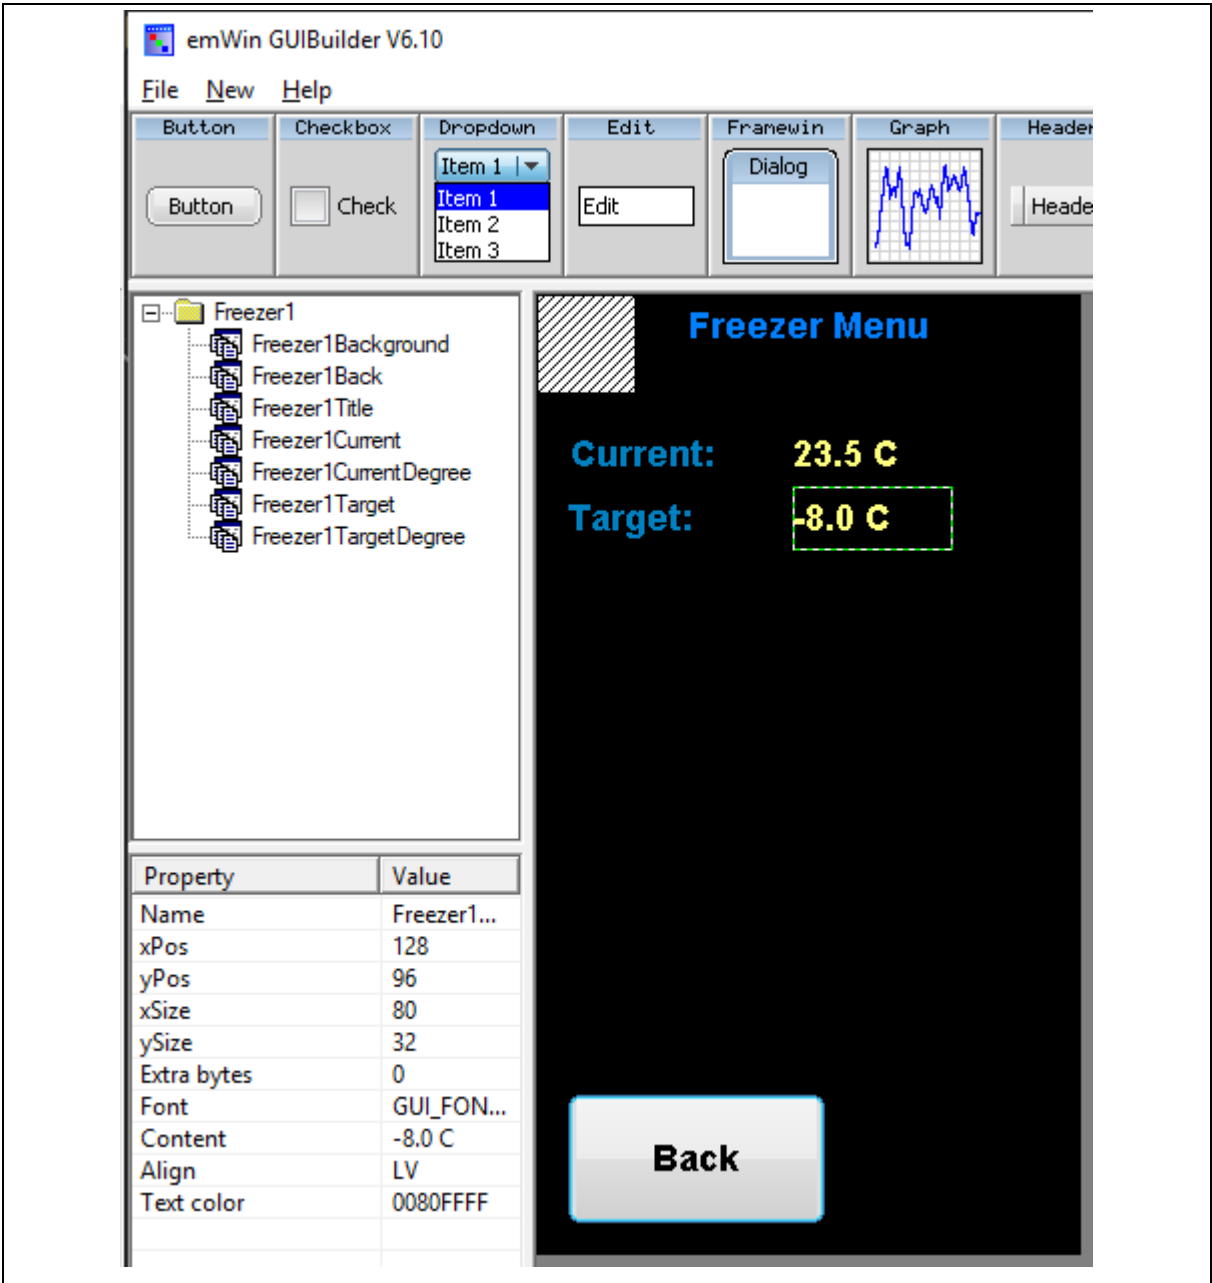 emWin GUIBuilder V6.10
File New Help
Button Checkbox Dropdown Edit Framewin Graph Header
Button Check Item 1 Edit Dialog Heade
Item 1
Item 2
Item 3
Freezer1
Freezer1Background
Freezer1Back
Freezer1Title
Freezer1Current
Freezer1CurrentDegree
Freezer1Target
Freezer1TargetDegree
Freezer Menu
Current: 23.5 C
Target: -8.0 C
Back
Property Value
Name Freezer1...
xPos 128
yPos 96
xSize 80
ySize 32
Extra bytes 0
Font GUI_FON...
Content -8.0 C
Align LV
Text color 0080FFFF